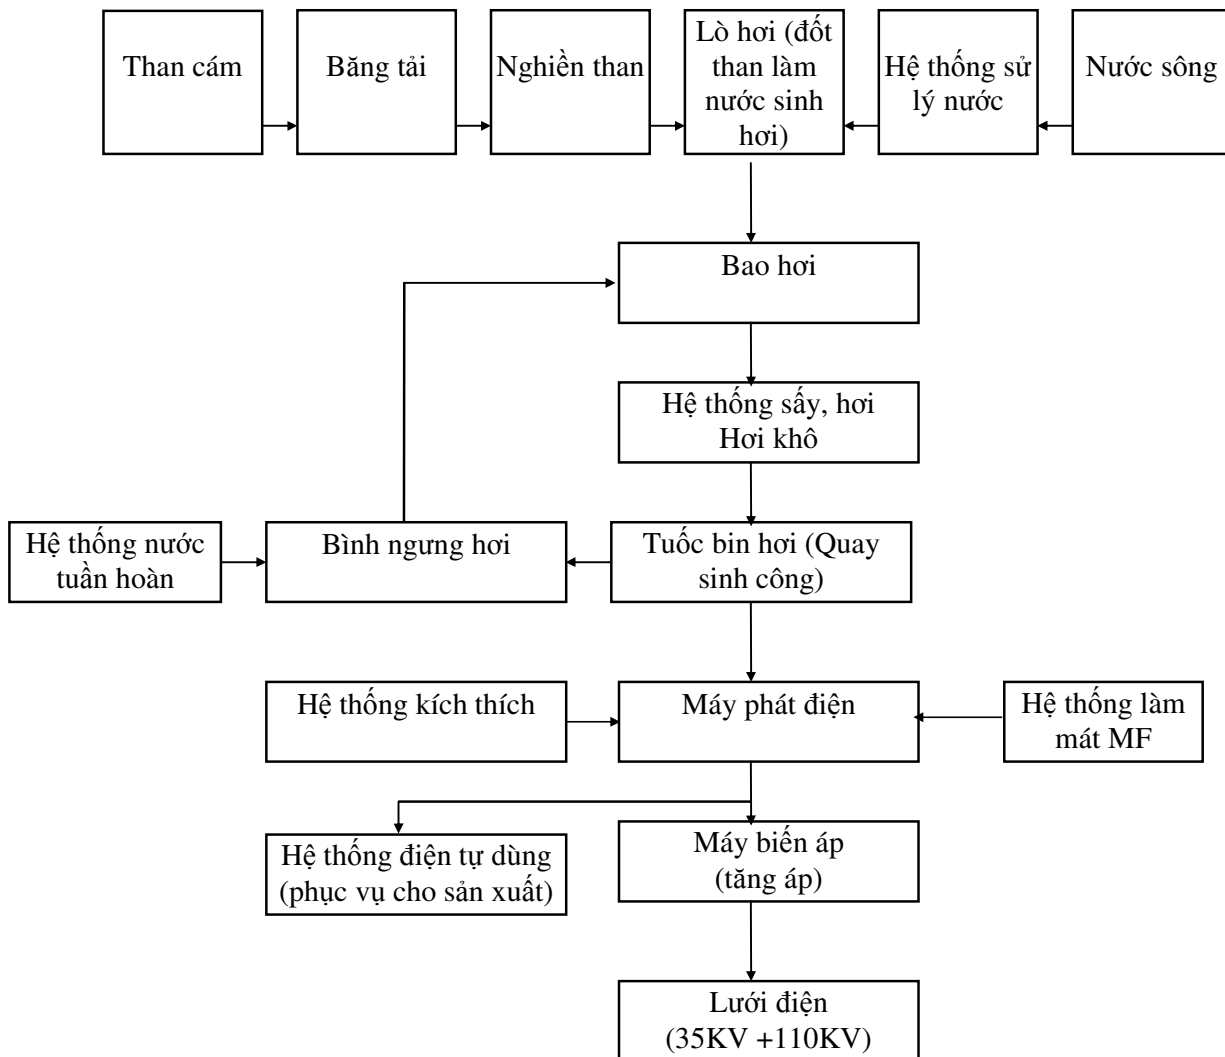 Than cám
Băng tải
Nghiền than
Lò hơi (đốt
than làm
nước sinh
hơi)
Hệ thống sử
lý nước
Nước sông
Bao hơi
Hệ thống sấy, hơi
Hơi khô
Hệ thống nước
tuần hoàn
Bình ngưng hơi
Tuốc bin hơi (Quay
sinh công)
Hệ thống kích thích
Máy phát điện
Hệ thống làm
mát MF
Hệ thống điện tự dùng
(phục vụ cho sản xuất)
Máy biến áp
(tăng áp)
Lưới điện
(35KV +110KV)